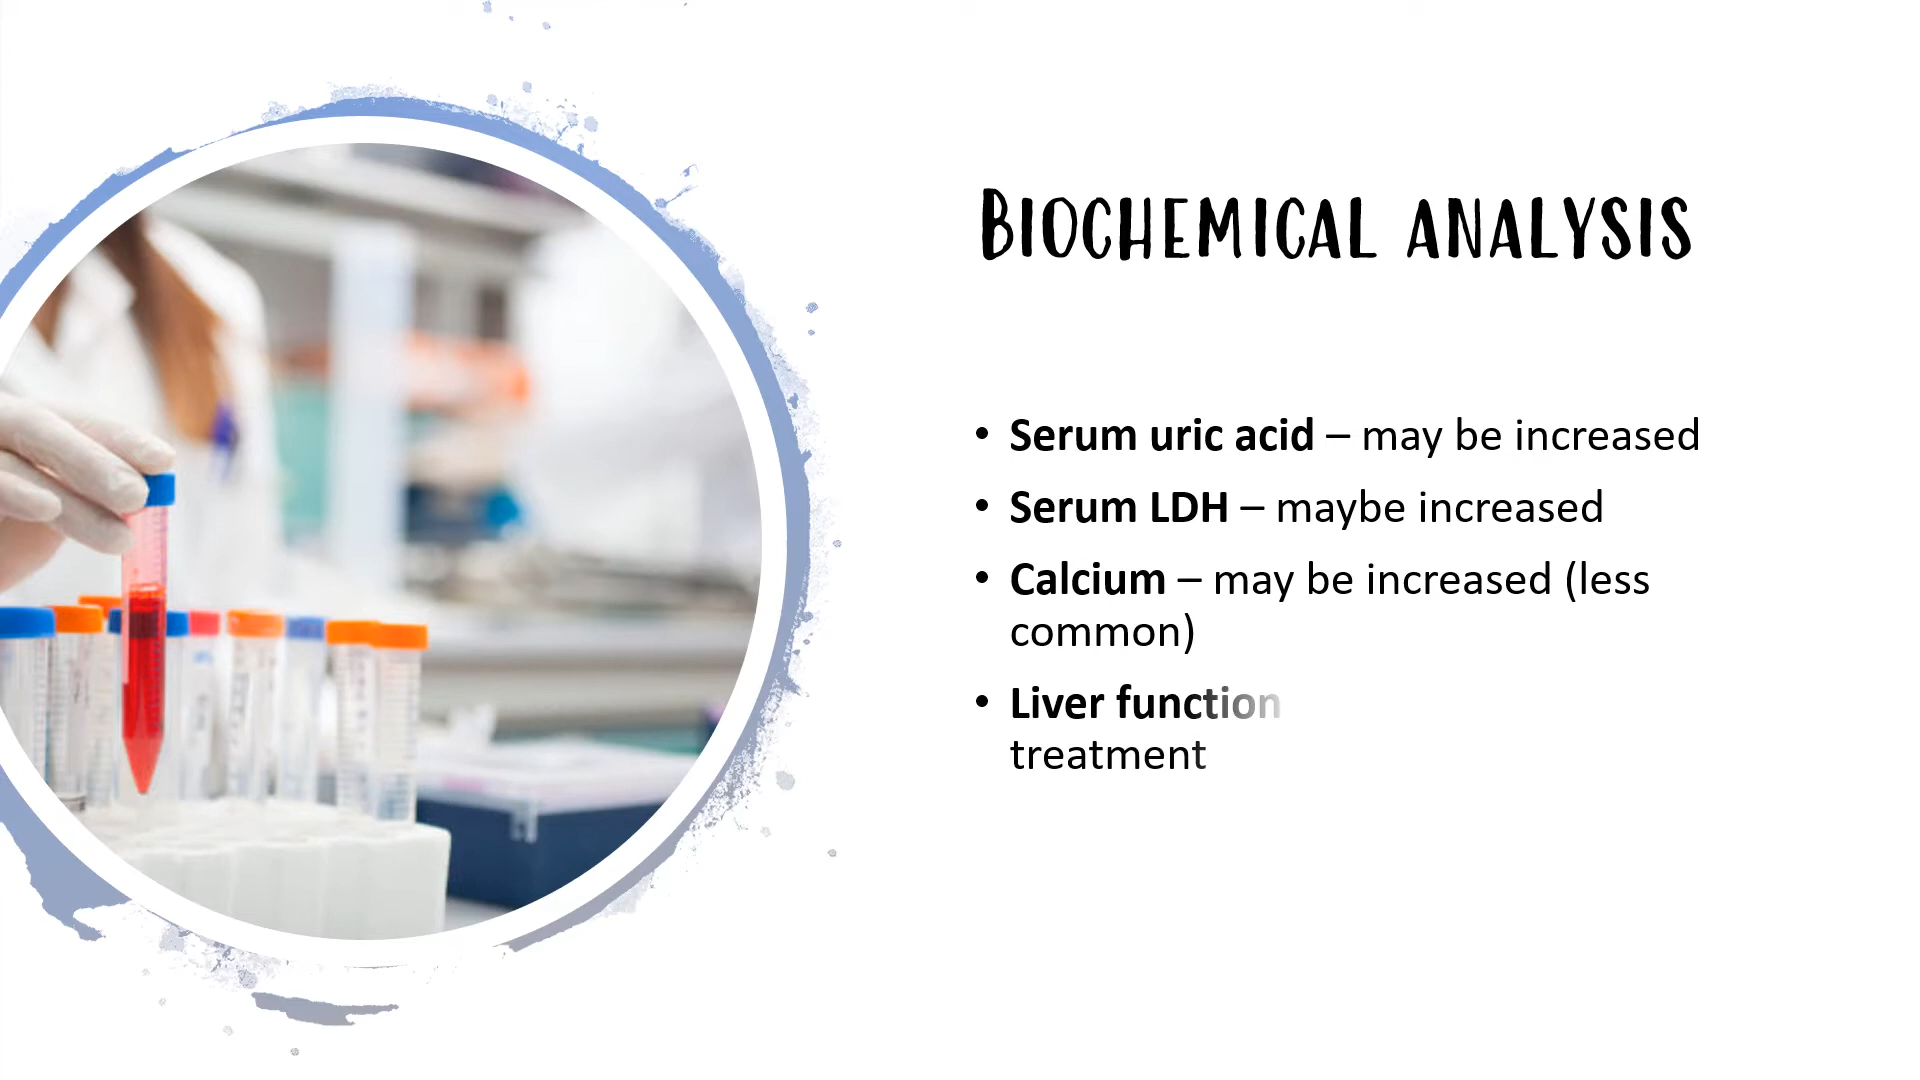 BIOCHEMICAL ANALYSIS
• Serum uric acid – may be increased
• Serum LDH – maybe increased
• Calcium – may be increased (less
common)
• Liver function
treatment